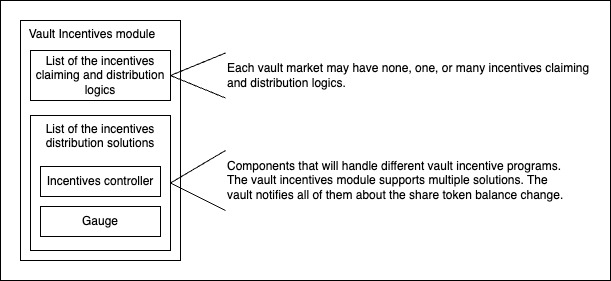 Vault Incentives module
List of the incentives
claiming and distribution
logics
Each vault market may have none, one, or many incentives claiming
and distribution logics.
List of the incentives
distribution solutions
Incentives controller
Gauge
Components that will handle different vault incentive programs.
The vault incentives module supports multiple solutions. The
vault notifies all of them about the share token balance change.